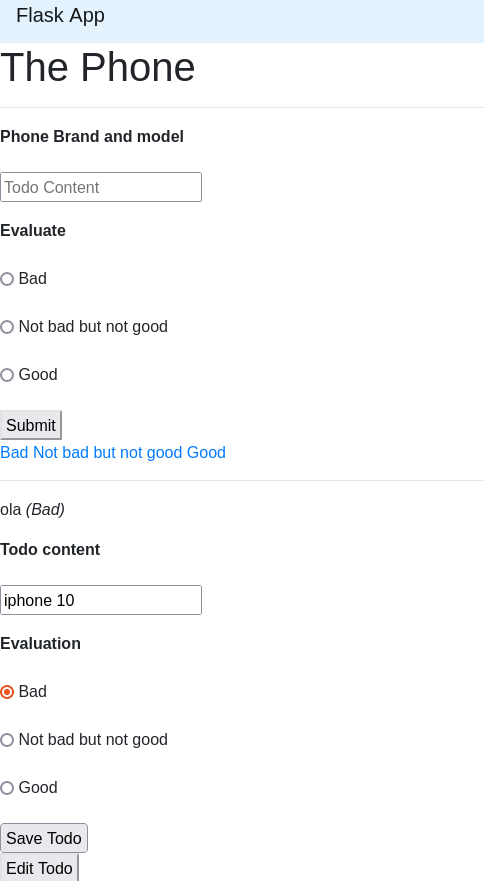 Flask App
The Phone
Phone Brand and model
Todo Content
Evaluate
Bad
Not bad but not good
Good
Submit
Bad Not bad but not good Good
ola (Bad)
Todo content
iphone 10
Evaluation
Bad
Not bad but not good
Good
Save Todo
Edit Todo